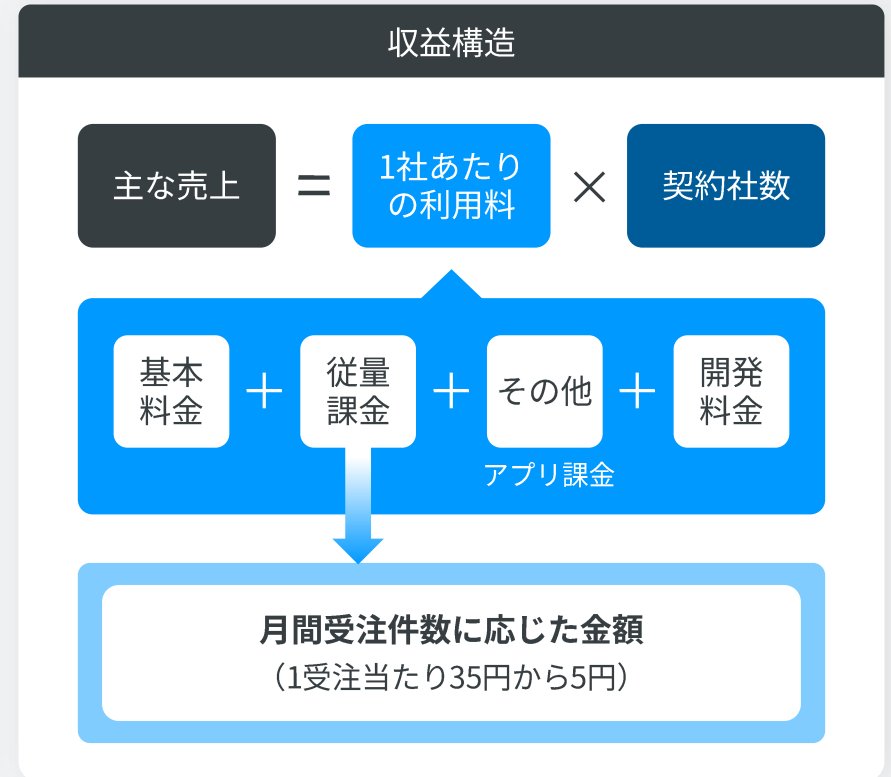 収益構造
主な売上
=
1社あたり
の利用料
×
契約社数
基本
料金
+
従量
課金
+
その他
+
開発
料金
アプリ課金
月間受注件数に応じた金額
（1受注当たり35円から5円）